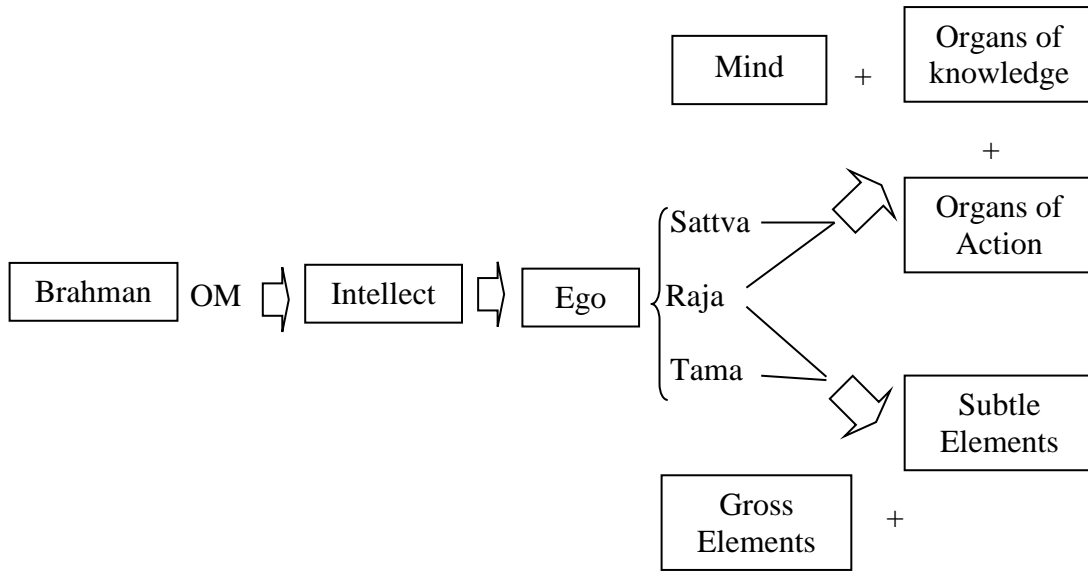 Mind
+
Organs of
knowledge
+
Organs of
Action
Sattva
Brahman
OM
Intellect
Ego
Raja
Tama
Subtle
Elements
Gross
Elements
+